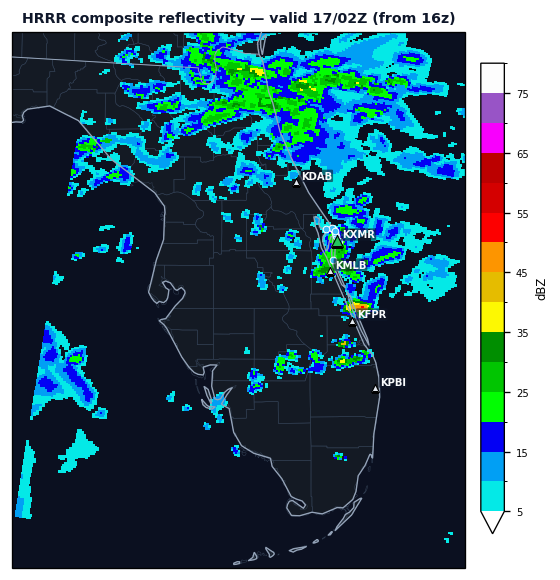 HRRR composite reflectivity — valid 17/02Z (from 16z)
KDAB
KXMR
KMLB
KFPR
KPBI
75
65
55
45
35
25
15
5
dBZ